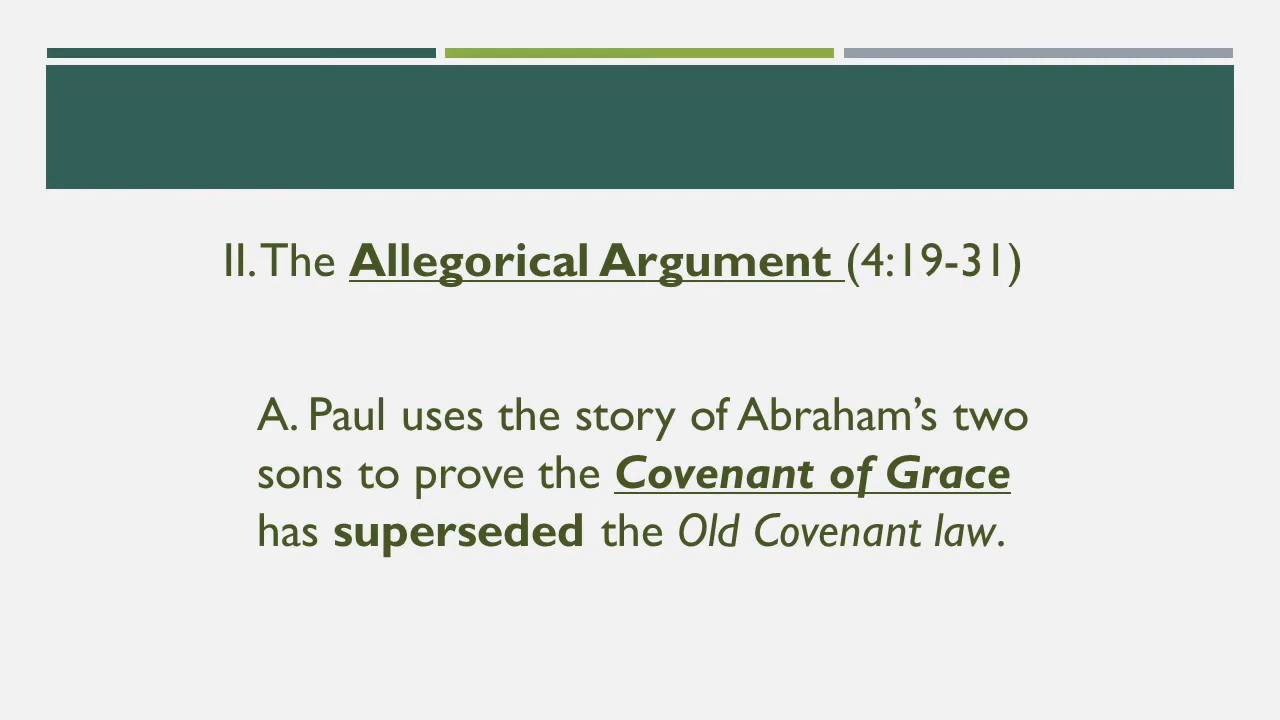 II. The Allegorical Argument (4:19-31)
A. Paul uses the story of Abraham’s two
sons to prove the Covenant of Grace
has superseded the Old Covenant law.